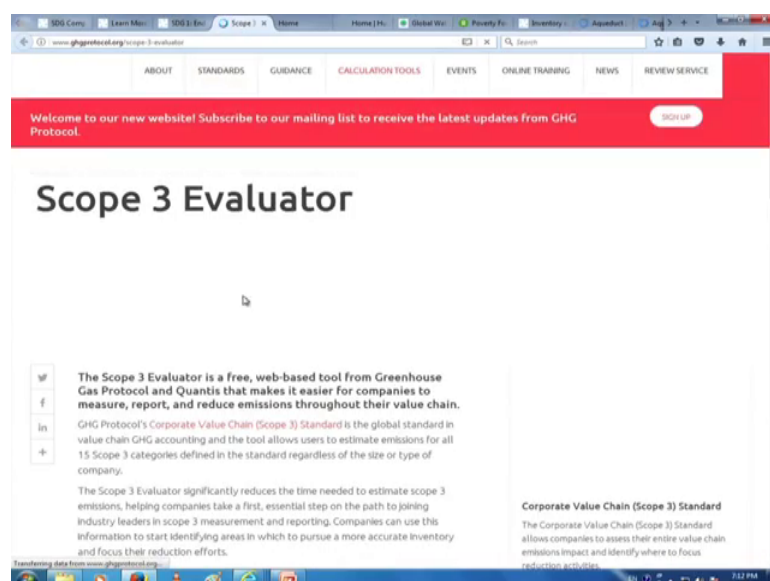 SDG Comp Learn Mor SDG 1: End Scope 3 × Home Home | Hu Global Wa Poverty Fo Inventory Aqueduct Aq
www.ghgprotocol.org/scope-3-evaluator Search
ABOUT STANDARDS GUIDANCE CALCULATION TOOLS EVENTS ONLINE TRAINING NEWS REVIEW SERVICE
Welcome to our new website! Subscribe to our mailing list to receive the latest updates from GHG
Protocol.
SIGN UP
Scope 3 Evaluator
The Scope 3 Evaluator is a free, web-based tool from Greenhouse
Gas Protocol and Quantis that makes it easier for companies to
measure, report, and reduce emissions throughout their value chain.
GHG Protocol's Corporate Value Chain (Scope 3) Standard is the global standard in
value chain GHG accounting and the tool allows users to estimate emissions for all
15 Scope 3 categories defined in the standard regardless of the size or type of
company.
The Scope 3 Evaluator significantly reduces the time needed to estimate scope 3
emissions, helping companies take a first, essential step on the path to joining
industry leaders in scope 3 measurement and reporting. Companies can use this
information to start identifying areas in which to pursue a more accurate inventory
and focus their reduction efforts.
Corporate Value Chain (Scope 3) Standard
The Corporate Value Chain (Scope 3) Standard
allows companies to assess their entire value chain
emissions impact and identify where to focus
reduction activities.
Transferring data from www.ghgprotocol.org...
EN 7:12 PM